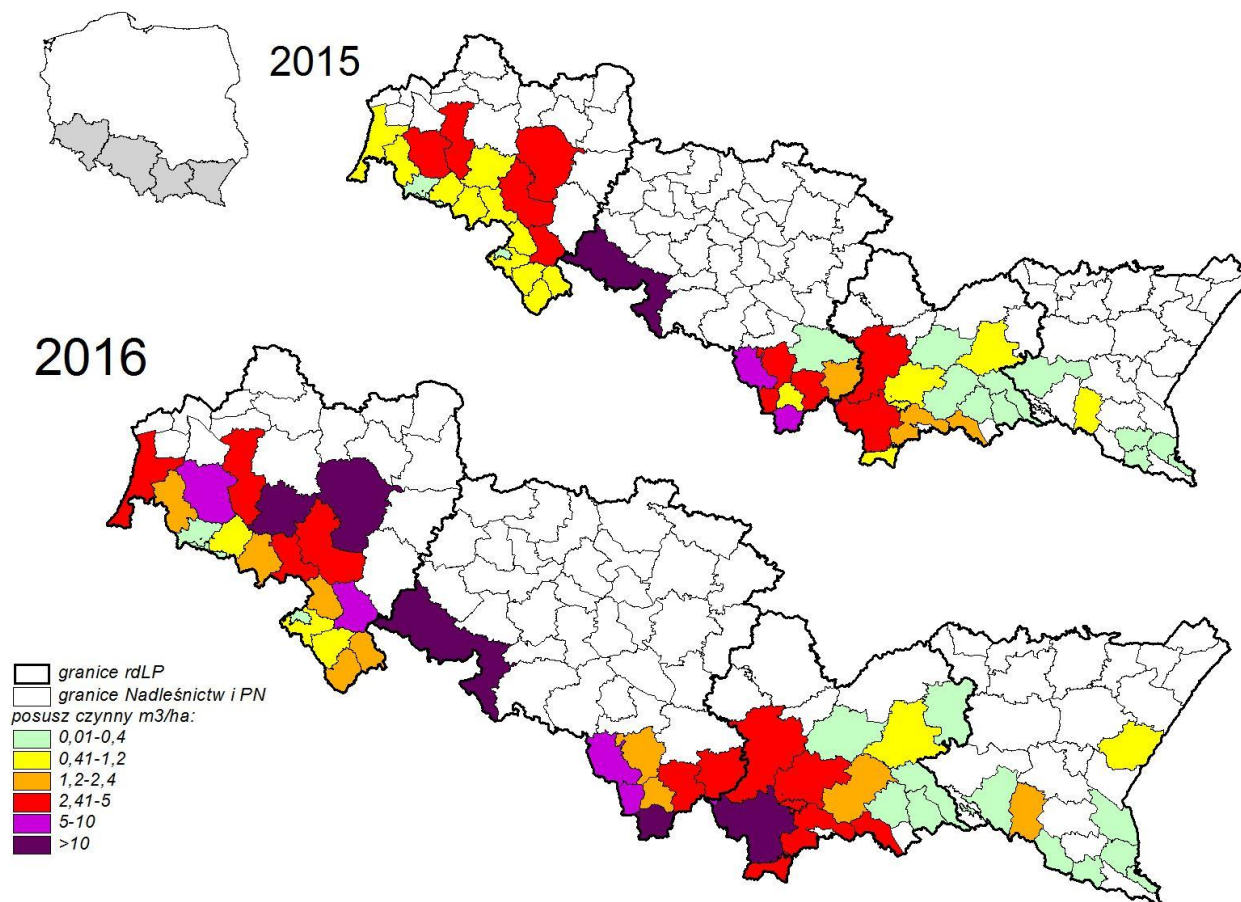 2015
2016
granice rdLP
granice Nadleśnictw i PN
posusz czynny m3/ha:
0,01-0,4
0,41-1,2
1,2-2,4
2,41-5
5-10
>10